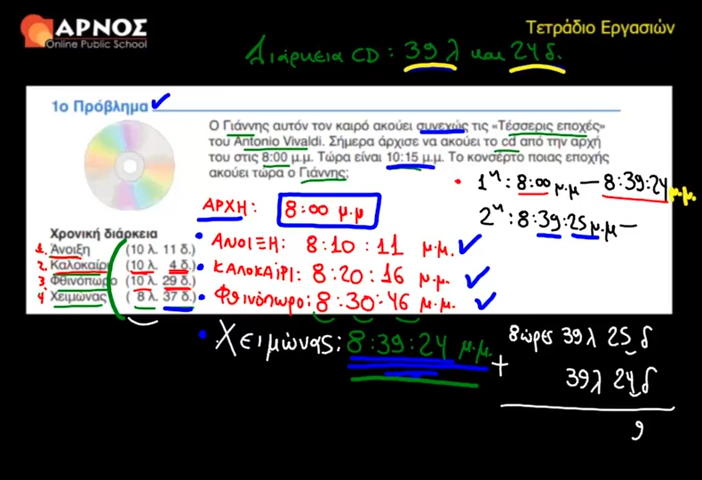 ΑΡΝΟΣ
Online Public School
Τετράδιο Εργασιών
Διάρκεια CD: 39 λ και 24 δ.
1ο Πρόβλημα
Ο Γιάννης αυτόν τον καιρό ακούει συνεχώς τις «Τέσσερις εποχές»
του Antonio Vivaldi. Σήμερα άρχισε να ακούει το cd από την αρχή
του στις 8:00 μ.μ. Τώρα είναι 10:15 μ.μ. Το κονσέρτο ποιας εποχής
ακούει τώρα ο Γιάννης;
1η: 8:00 μ.μ – 8:39:24 μ.μ.
2η: 8:39:25 μ.μ –
ΑΡΧΗ: 8:00 μ.μ
Χρονική διάρκεια
1. Άνοιξη (10 λ. 11 δ.)
2. Καλοκαίρι (10 λ. 4 δ.)
3 Φθινόπωρο (10 λ. 29 δ.)
4 Χειμώνας ( 8 λ. 37 δ.)
ΑΝΟΙΞΗ: 8:10:11 μ.μ.
ΚΑΛΟΚΑΙΡΙ: 8:20:16 μ.μ.
Φθινόπωρο: 8:30:46 μ.μ.
Χειμώνας: 8:39:24 μ.μ.
8ώρες 39λ 25 δ
+ 39λ 24 δ
9